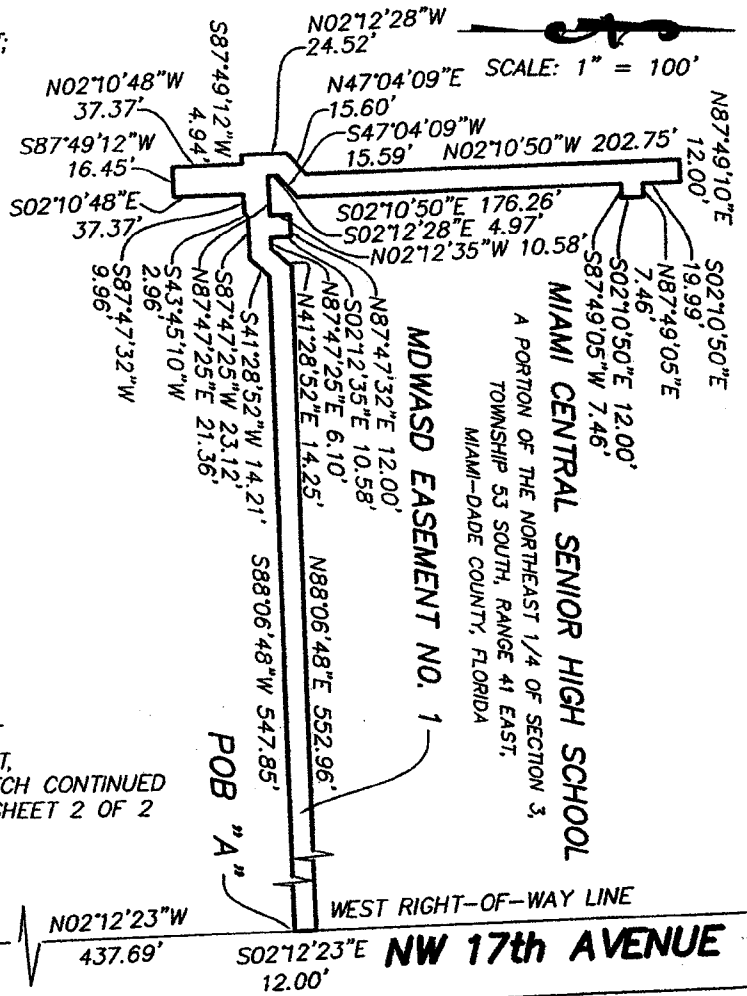 T;
N02°12'28"W
24.52'
SCALE: 1" = 100'
S87°49'12"W
4.94'
N02°10'48"W
37.37'
N47°04'09"E
15.60'
S87°49'12"W
16.45'
S47°04'09"W
15.59'
N02°10'50"W 202.75'
N87°49'10"E
12.00'
S02°10'48"E
37.37'
S02°10'50"E 176.26'
S02°12'28"E 4.97'
N02°12'35"W 10.58'
S02°10'50"E
19.99'
N87°49'05"E
7.46'
S02°10'50"E 12.00'
S87°49'05"W 7.46'
S87°47'32"W
9.96'
S43°45'10"W
2.96'
N87°47'25"E 21.36'
S87°47'25"W 23.12'
S41°28'52"W 14.21'
N87°47'32"E 12.00'
S02°12'35"E 10.58'
N87°47'25"E 6.10'
N41°28'52"E 14.25'
MIAMI CENTRAL SENIOR HIGH SCHOOL
A PORTION OF THE NORTHEAST 1/4 OF SECTION 3,
TOWNSHIP 53 SOUTH, RANGE 41 EAST,
MIAMI-DADE COUNTY, FLORIDA
MDWASD EASEMENT NO. 1
N88°06'48"E 552.96'
S88°06'48"W 547.85'
POB "A"
T,
TCH CONTINUED
SHEET 2 OF 2
WEST RIGHT-OF-WAY LINE
N02°12'23"W
437.69'
S02°12'23"E
12.00'
NW 17th AVENUE